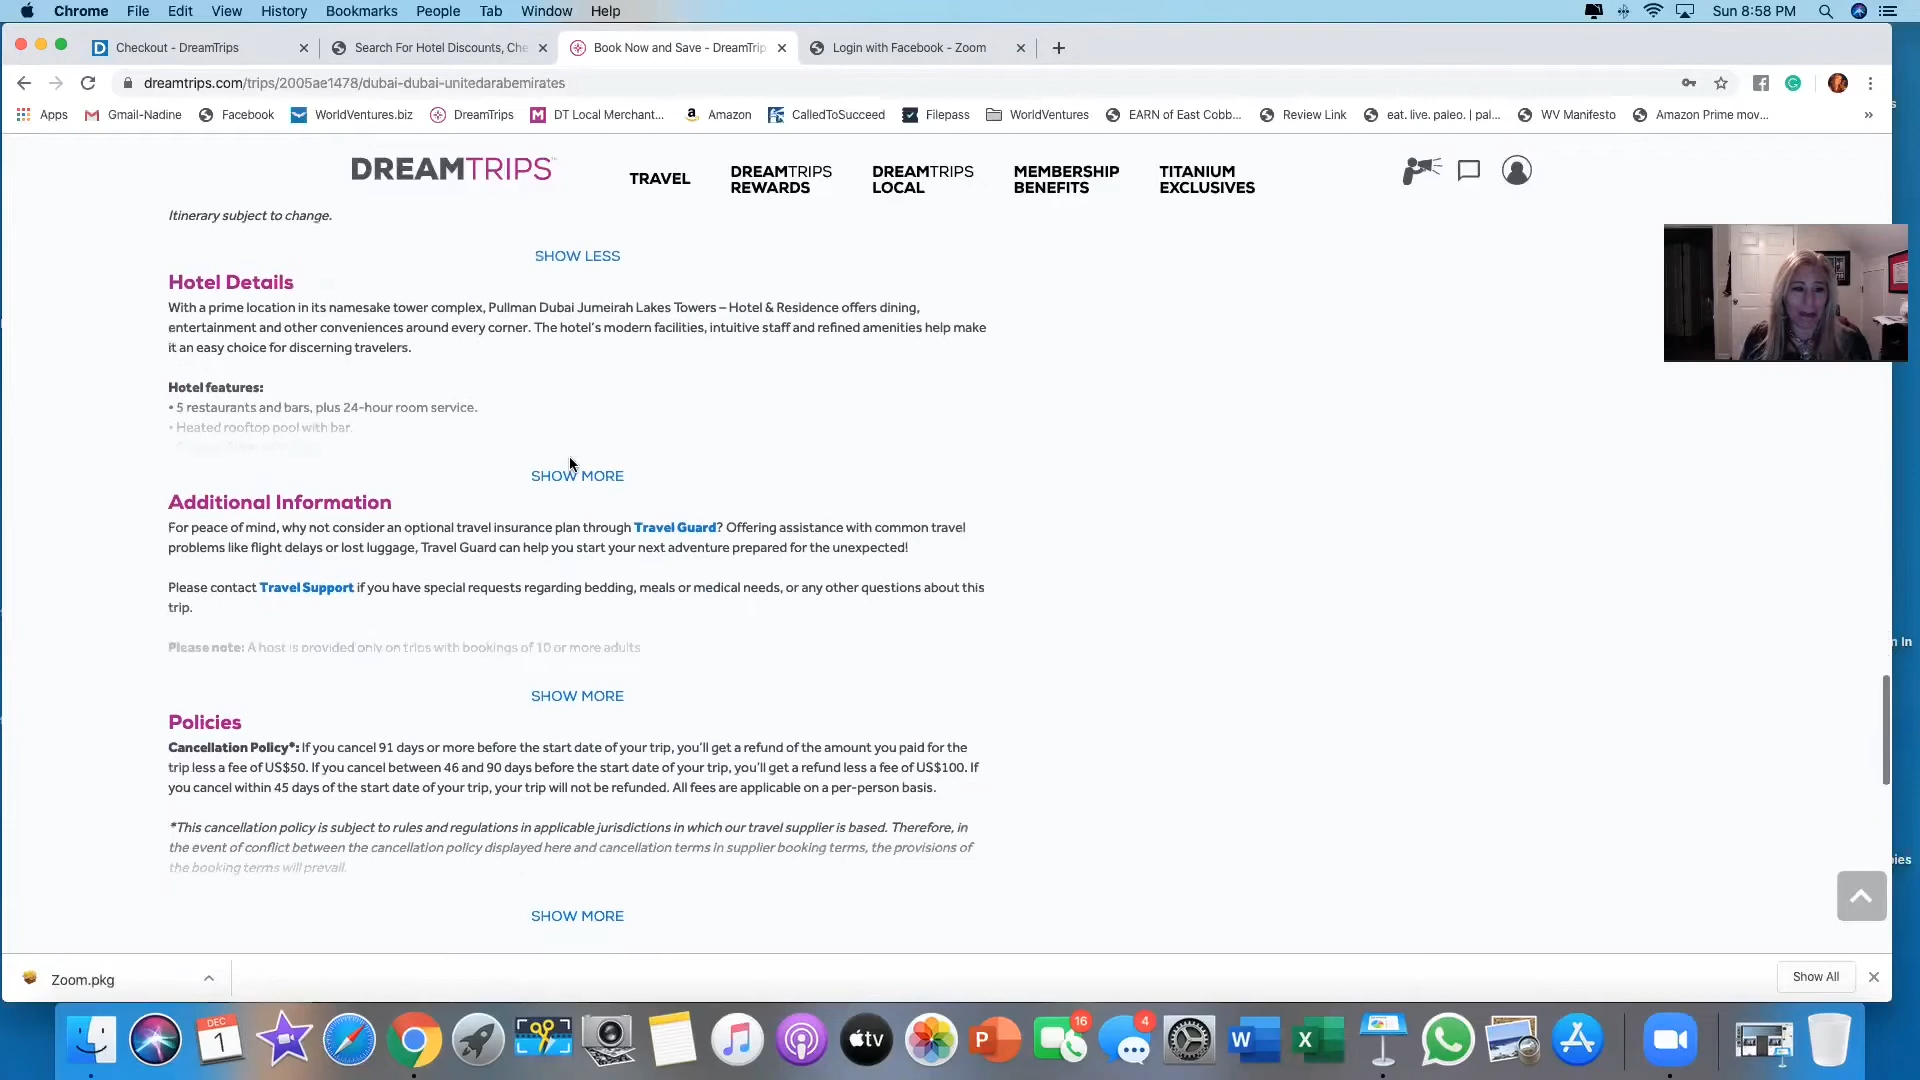 Chrome File Edit View History Bookmarks People Tab Window Help Sun 8:58 PM
Checkout - DreamTrips Search For Hotel Discounts, Che Book Now and Save - DreamTrip Login with Facebook - Zoom
dreamtrips.com/trips/2005ae1478/dubai-dubai-unitedarabemirates
Apps Gmail-Nadine Facebook WorldVentures.biz DreamTrips DT Local Merchant... Amazon CalledToSucceed Filepass WorldVentures EARN of East Cobb... Review Link eat. live. paleo. | pal... WV Manifesto Amazon Prime mov... »
DREAMTRIPS
TRAVEL
DREAMTRIPS
REWARDS
DREAMTRIPS
LOCAL
MEMBERSHIP
BENEFITS
TITANIUM
EXCLUSIVES
Itinerary subject to change.
SHOW LESS
Hotel Details
With a prime location in its namesake tower complex, Pullman Dubai Jumeirah Lakes Towers – Hotel & Residence offers dining,
entertainment and other conveniences around every corner. The hotel's modern facilities, intuitive staff and refined amenities help make
it an easy choice for discerning travelers.
Hotel features:
• 5 restaurants and bars, plus 24-hour room service.
• Heated rooftop pool with bar.
SHOW MORE
Additional Information
For peace of mind, why not consider an optional travel insurance plan through Travel Guard? Offering assistance with common travel
problems like flight delays or lost luggage, Travel Guard can help you start your next adventure prepared for the unexpected!
Please contact Travel Support if you have special requests regarding bedding, meals or medical needs, or any other questions about this
trip.
Please note: A host is provided only on trips with bookings of 10 or more adults
SHOW MORE
Policies
Cancellation Policy*: If you cancel 91 days or more before the start date of your trip, you'll get a refund of the amount you paid for the
trip less a fee of US$50. If you cancel between 46 and 90 days before the start date of your trip, you'll get a refund less a fee of US$100. If
you cancel within 45 days of the start date of your trip, your trip will not be refunded. All fees are applicable on a per-person basis.
*This cancellation policy is subject to rules and regulations in applicable jurisdictions in which our travel supplier is based. Therefore, in
the event of conflict between the cancellation policy displayed here and cancellation terms in supplier booking terms, the provisions of
the booking terms will prevail.
SHOW MORE
n In
ies
Zoom.pkg Show All
DEC
1
tv
P
16
4
W
X